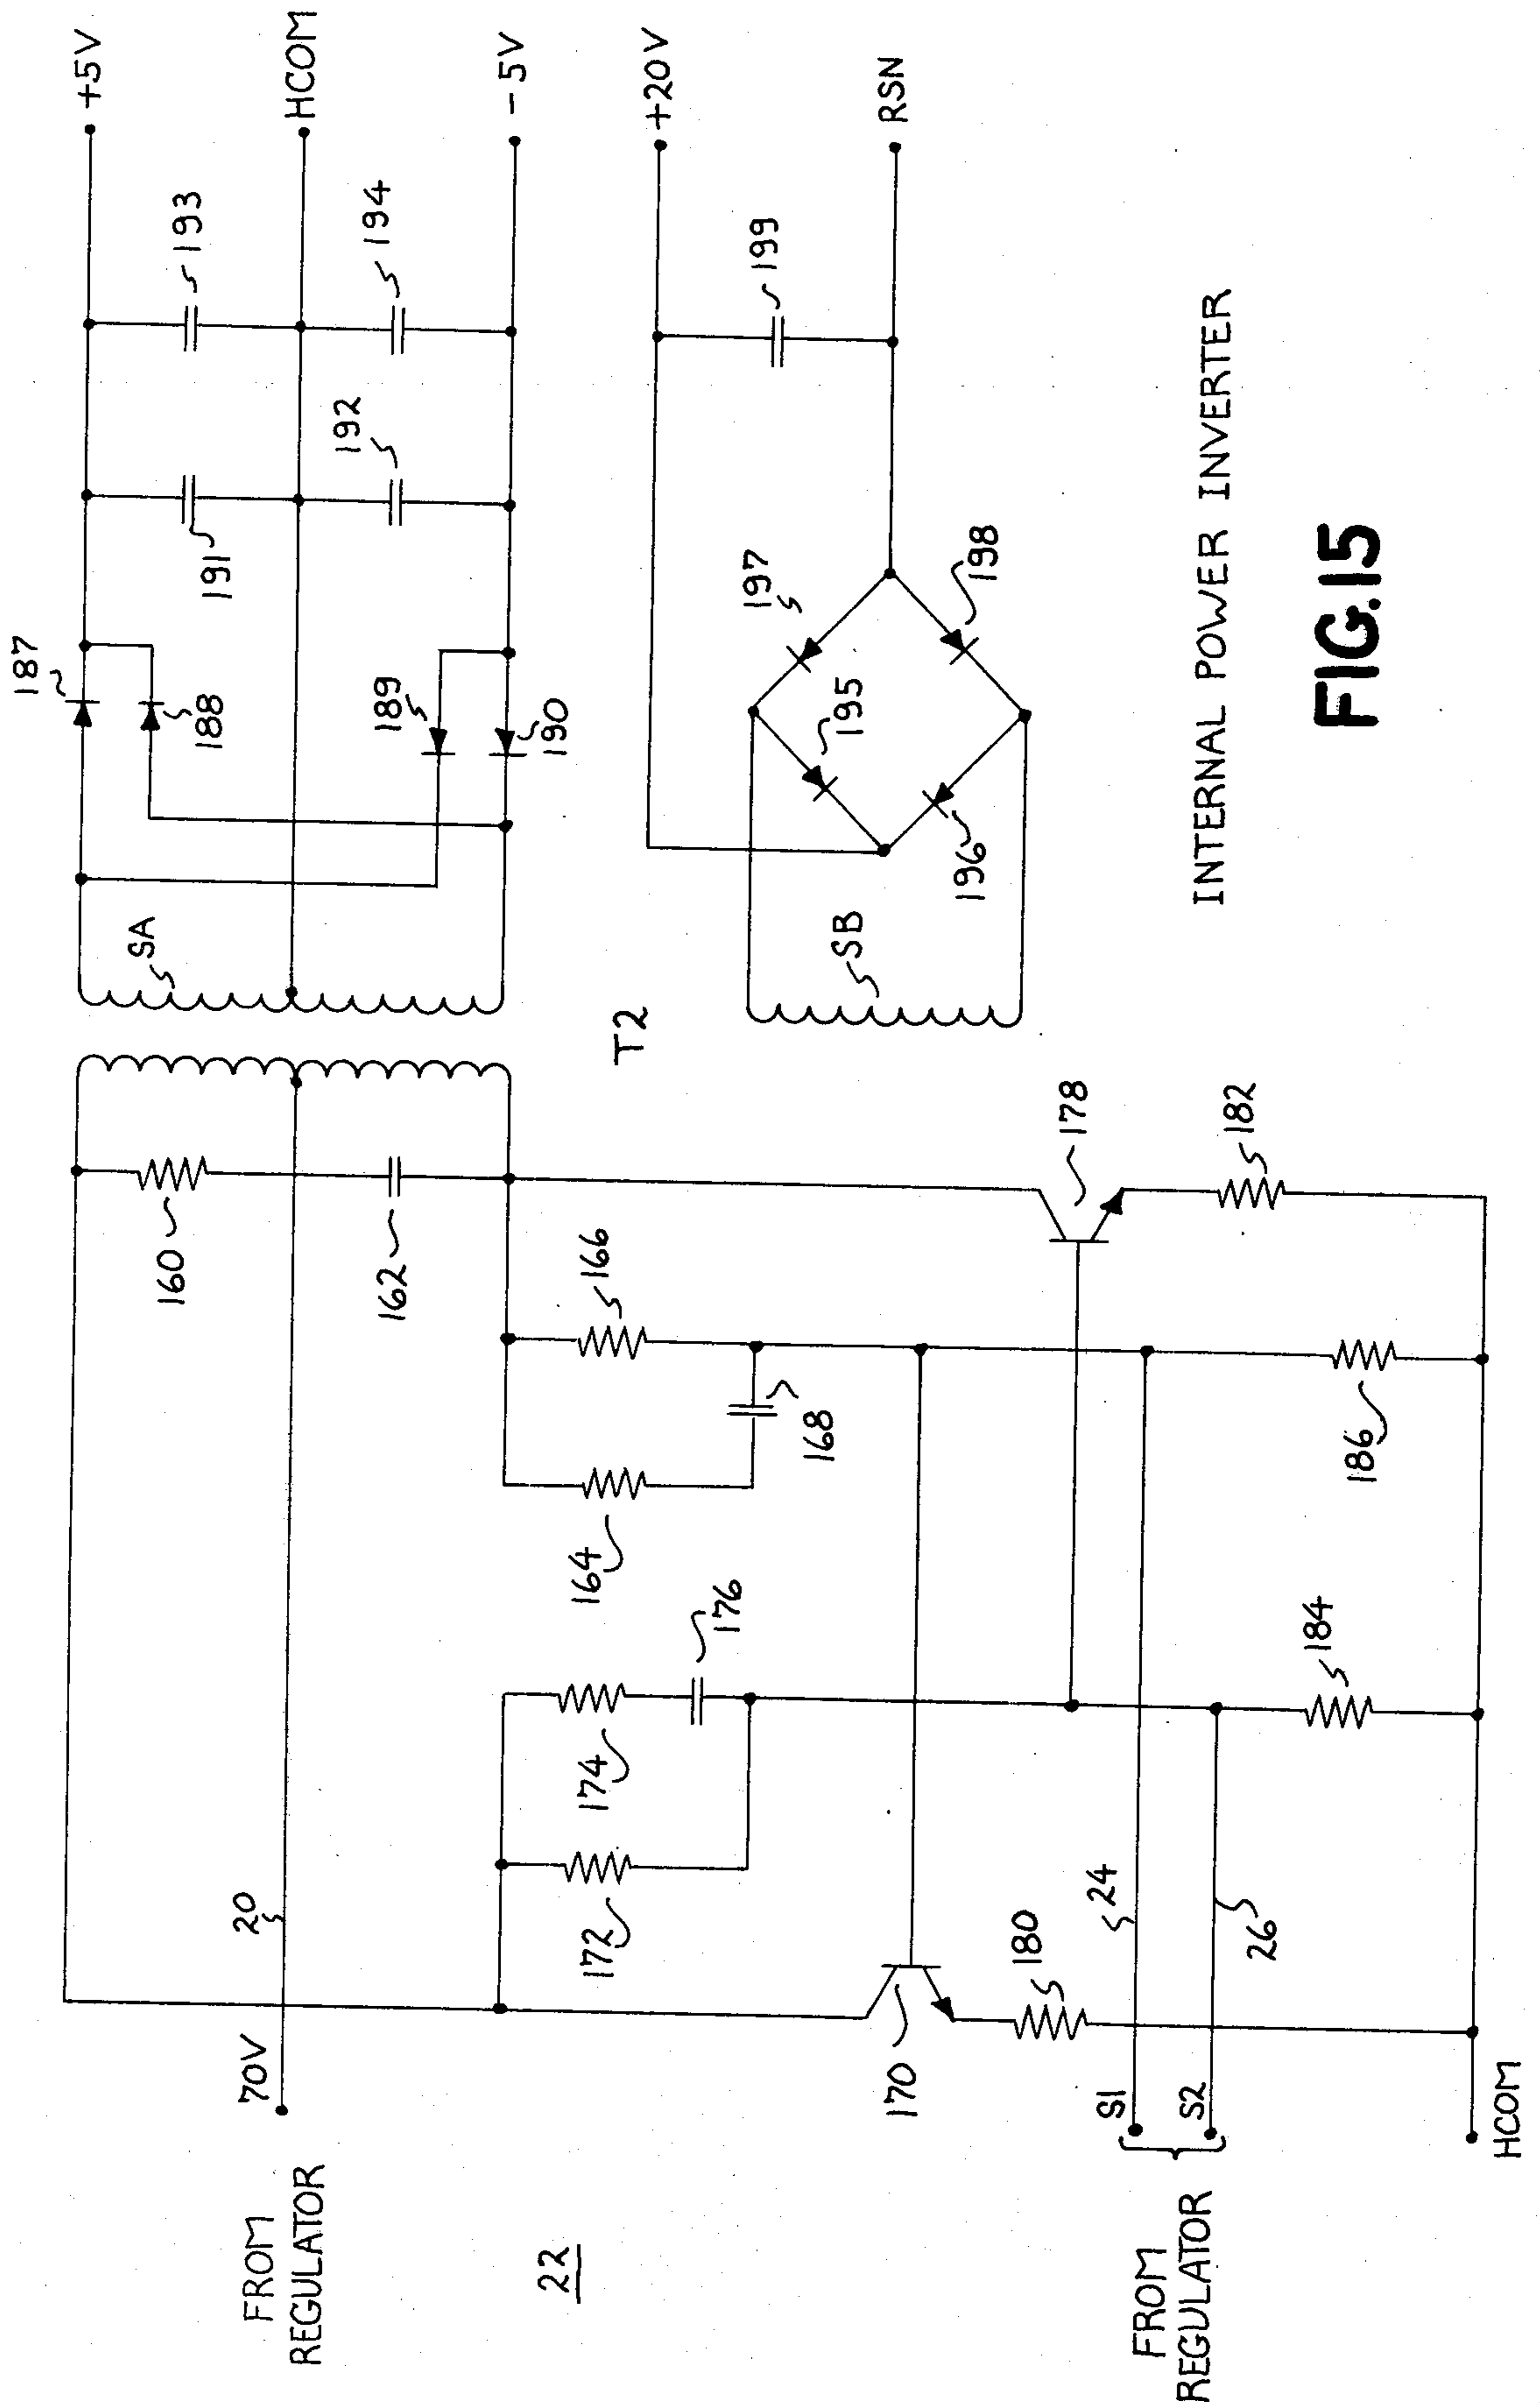 +5V
187
193
SA
188
191
HCOM
160
189
192
194
190
-5V
162
T2
20
70V
FROM
REGULATOR
22
166
164
168
174
176
172
+20V
197
199
195
SB
RSN
196
198
170
178
180
24
S1
S2
26
FROM
REGULATOR
182
184
186
HCOM
INTERNAL POWER INVERTER
FIG.15